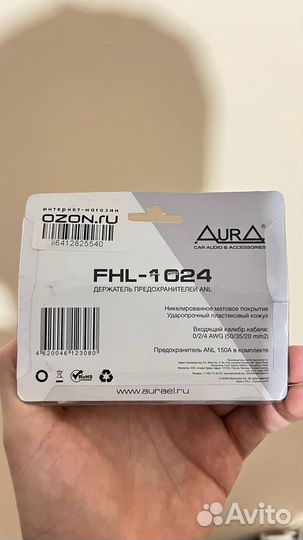 интернет-магазин
OZON.ru
ii6412825540
AURA
CAR AUDIO & ACCESSORIES
FHL-1024
ДЕРЖАТЕЛЬ ПРЕДОХРАНИТЕЛЕЙ ANL
Никелированное матовое покрытие
Ударопрочный пластиковый кожух
Входящий калибр кабеля:
0/2/4 AWG (50/35/20 mm2)
Предохранитель ANL 150A в комплекте
4 620046 123080
RoHS
www.aurael.ru
Avito